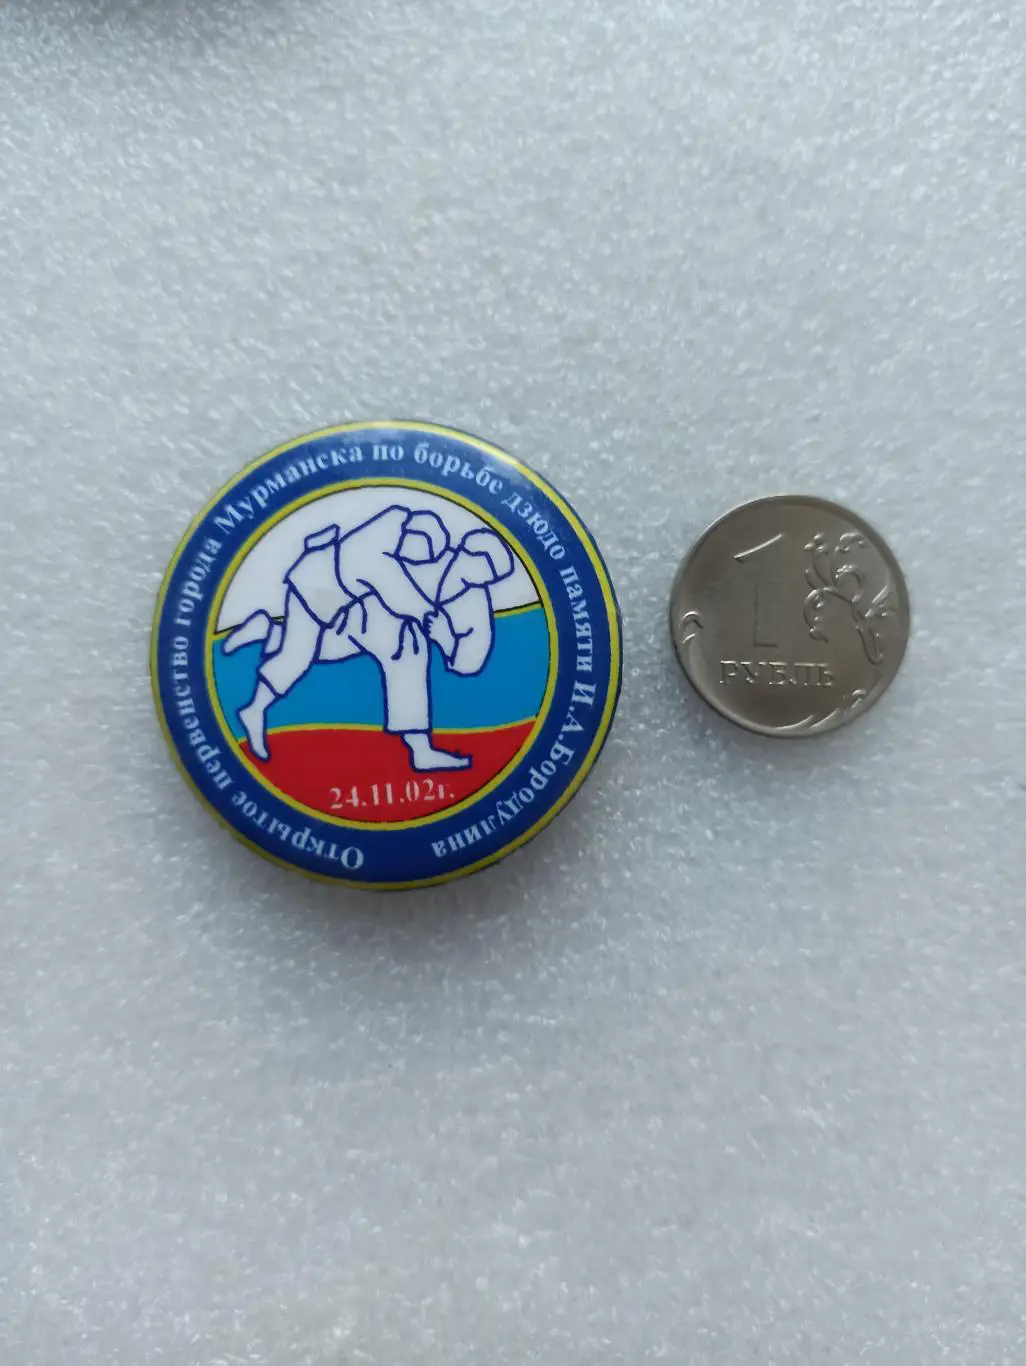 Открытое первенство города Мурманска по борьбе дзюдо памяти И.А.Бородулина
24.11.02г.
1
РУБЛЬ